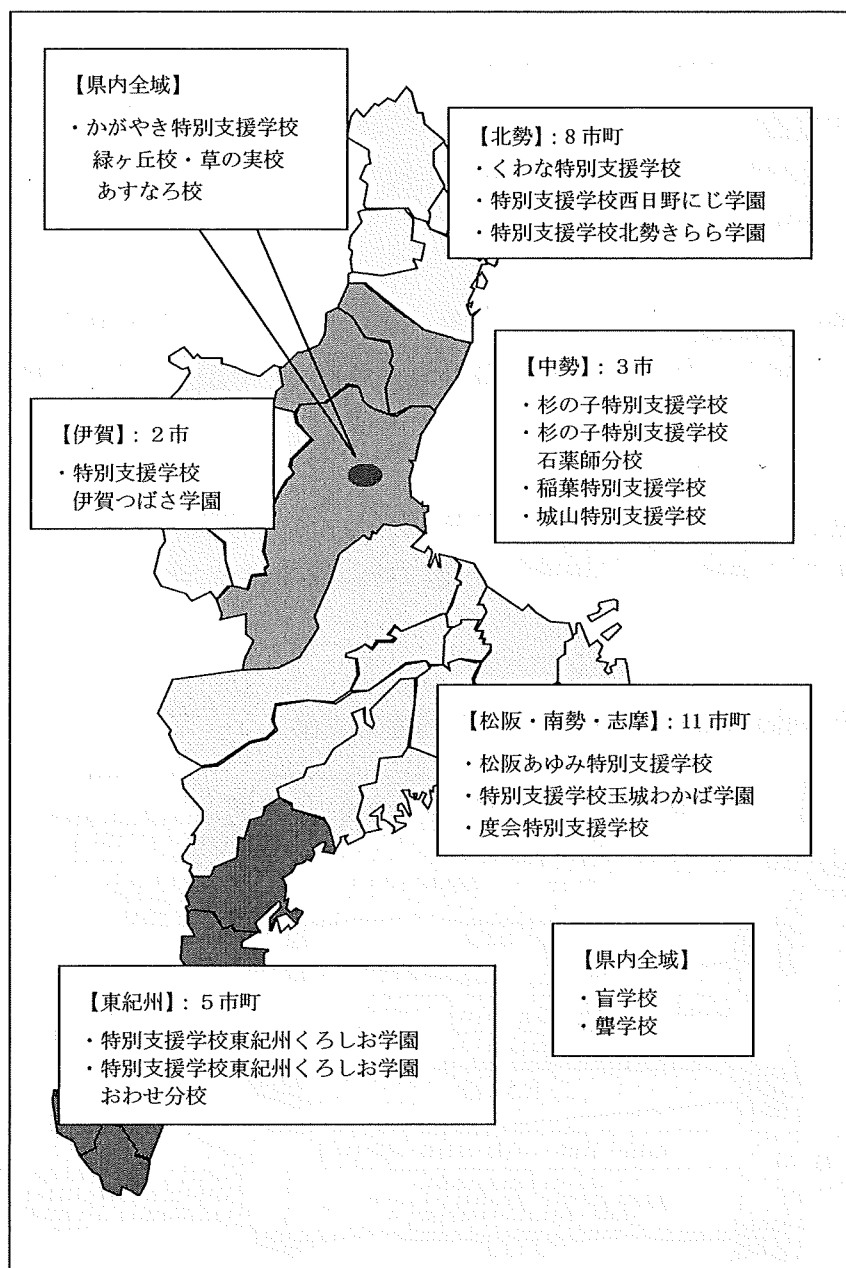 【県内全域】
・かがやき特別支援学校
緑ヶ丘校・草の実校
あすなろ校
【北勢】：8市町
・くわな特別支援学校
・特別支援学校西日野にじ学園
・特別支援学校北勢きらら学園
【中勢】：3市
・杉の子特別支援学校
・杉の子特別支援学校
石薬師分校
・稲葉特別支援学校
・城山特別支援学校
【伊賀】：2市
・特別支援学校
伊賀つばさ学園
【松阪・南勢・志摩】：11市町
・松阪あゆみ特別支援学校
・特別支援学校玉城わかば学園
・度会特別支援学校
【東紀州】：5市町
・特別支援学校東紀州くろしお学園
・特別支援学校東紀州くろしお学園
おわせ分校
【県内全域】
・盲学校
・聾学校